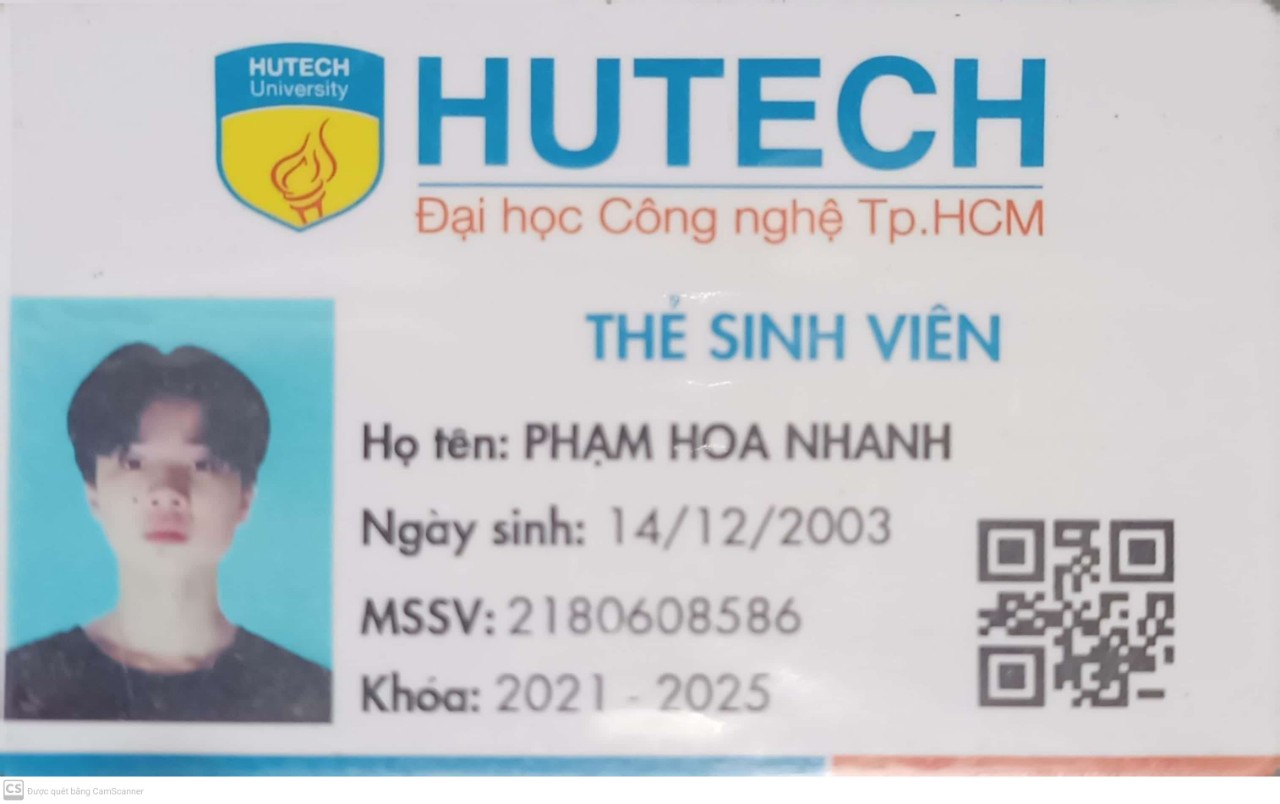 HUTECH
University
HUTECH
Đại học Công nghệ Tp.HCM
THẺ SINH VIÊN
Họ tên: PHẠM HOA NHANH
Ngày sinh: 14/12/2003
MSSV: 2180608586
Khóa: 2021 - 2025
CS Được quét bằng CamScanner